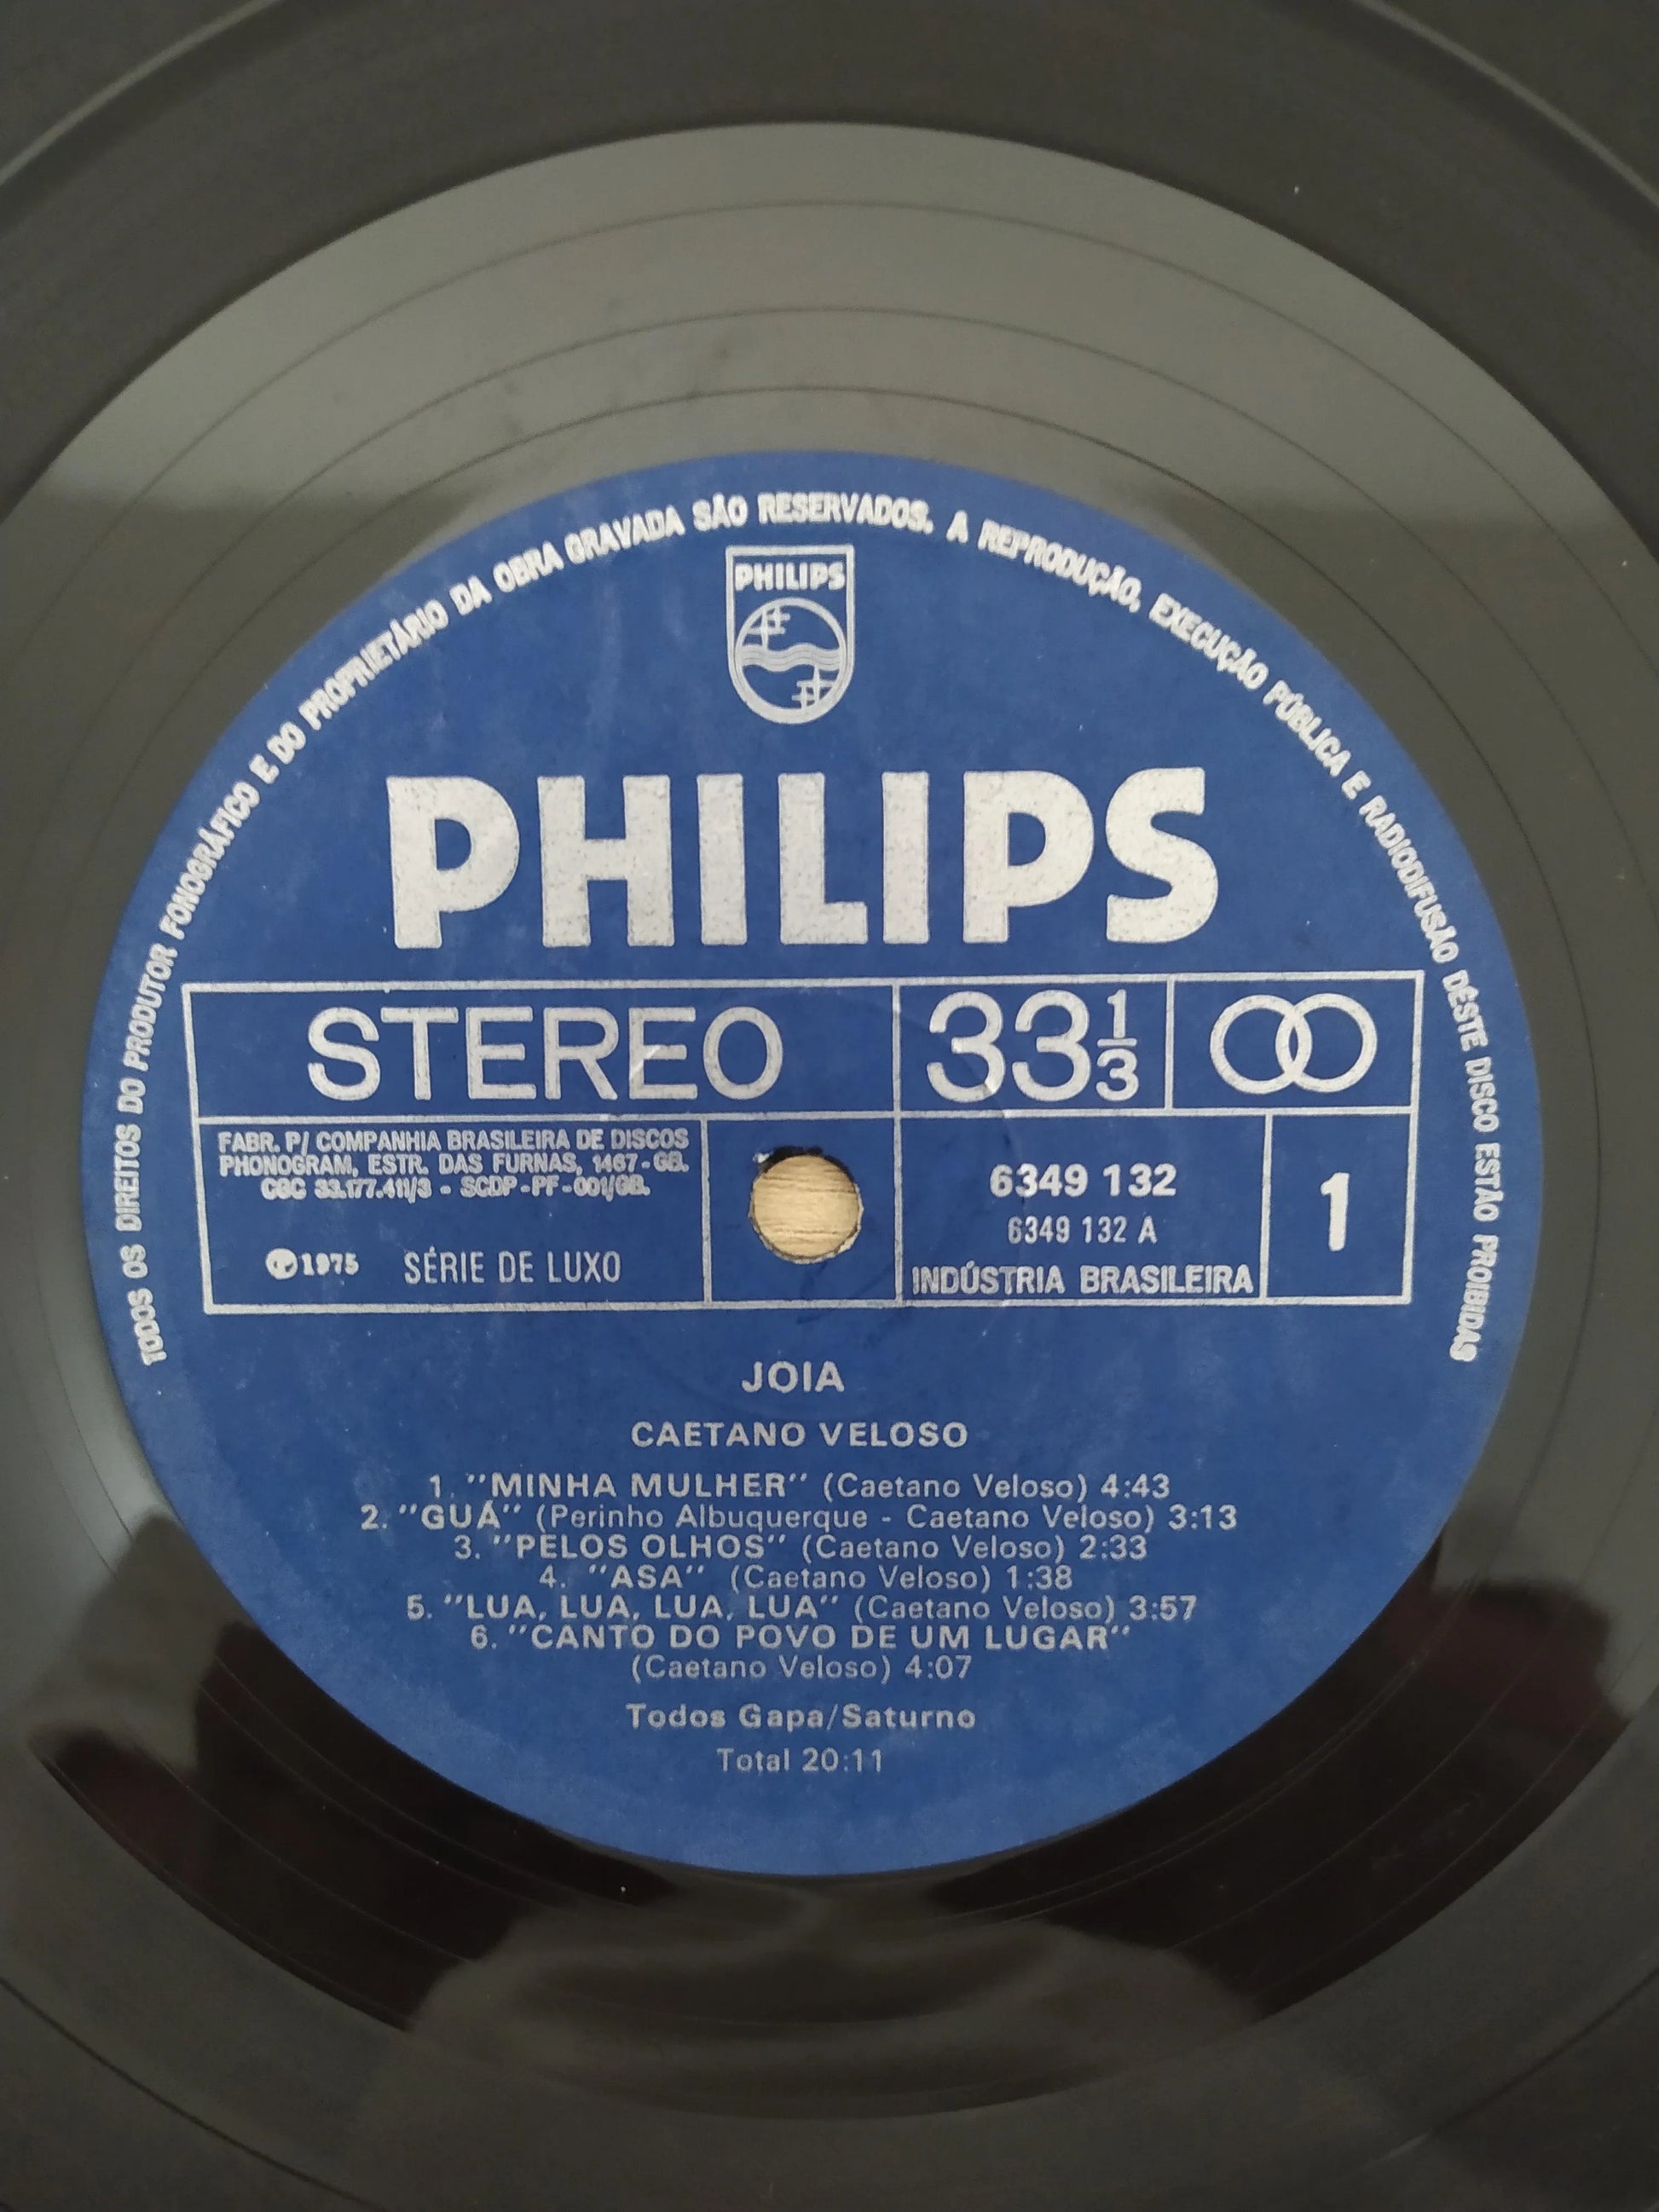 TODOS OS DIREITOS DO PRODUTOR FONOGRÁFICO E DO PROPRIETÁRIO DA OBRA GRAVADA SÃO RESERVADOS. A REPRODUÇÃO, EXECUÇÃO PÚBLICA E RADIODIFUSÃO DÊSTE DISCO ESTÃO PROIBIDAS
PHILIPS
PHILIPS
STEREO
33 1/3
FABR. P/ COMPANHIA BRASILEIRA DE DISCOS
PHONOGRAM, ESTR. DAS FURNAS, 1467-GB.
CGC 33.177.411/3 - SCDP-PF-001/GB.
℗1975 SÉRIE DE LUXO
6349 132
6349 132 A
INDÚSTRIA BRASILEIRA
1
JOIA
CAETANO VELOSO
1. "MINHA MULHER" (Caetano Veloso) 4:43
2. "GUÁ" (Perinho Albuquerque - Caetano Veloso) 3:13
3. "PELOS OLHOS" (Caetano Veloso) 2:33
4. "ASA" (Caetano Veloso) 1:38
5. "LUA, LUA, LUA, LUA" (Caetano Veloso) 3:57
6. "CANTO DO POVO DE UM LUGAR"
(Caetano Veloso) 4:07
Todos Gapa/Saturno
Total 20:11